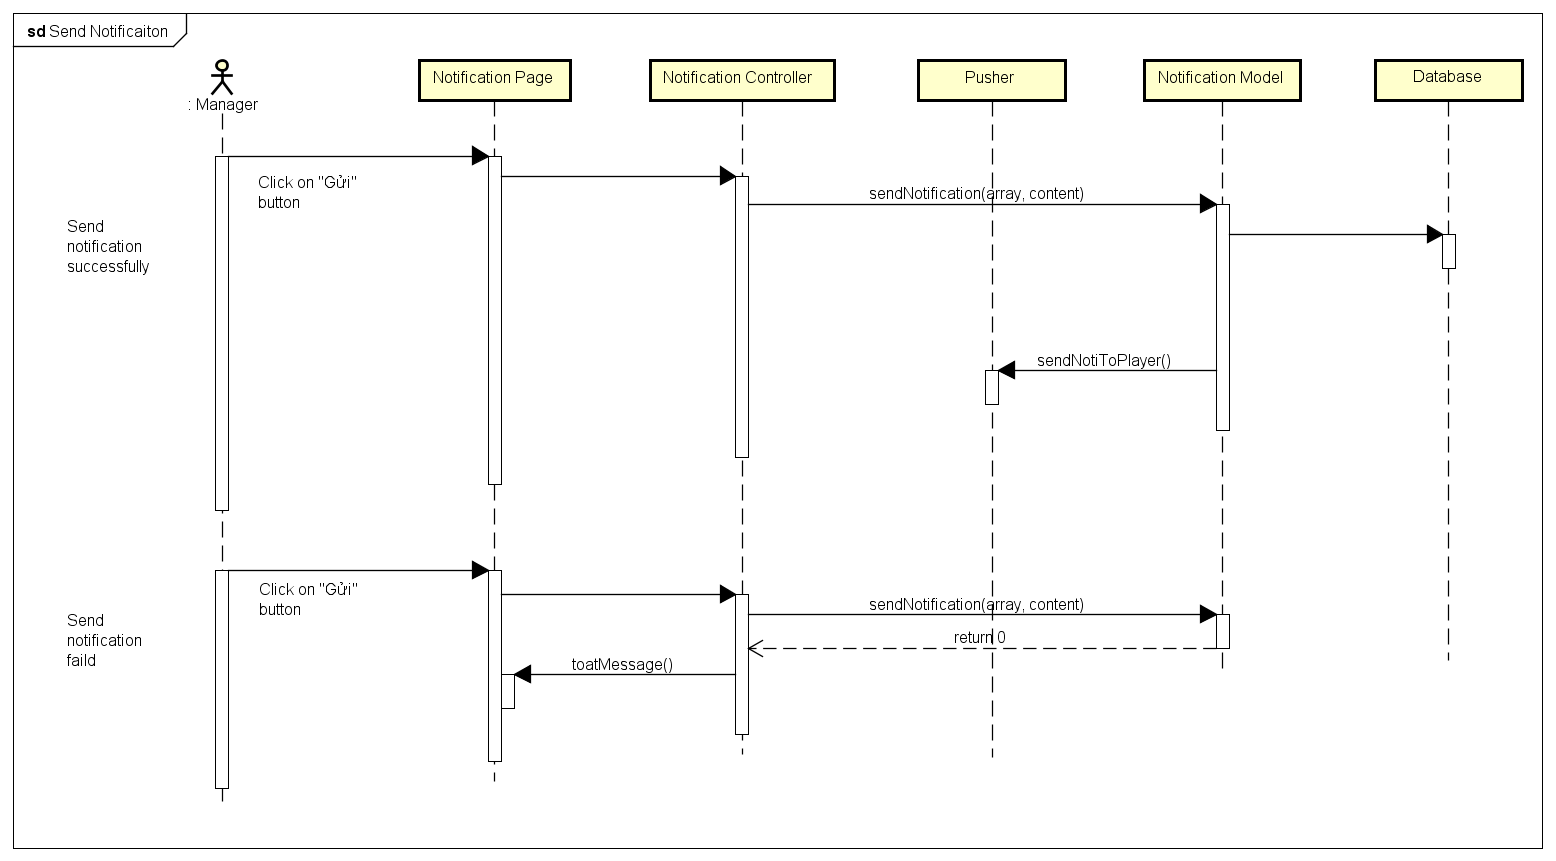 sd Send Notificaiton
: Manager
Notification Page
Notification Controller
Pusher
Notification Model
Database
Click on "Gửi"
button
sendNotification(array, content)
Send
notification
successfully
sendNotiToPlayer()
Click on "Gửi"
button
sendNotification(array, content)
Send
notification
faild
return 0
toatMessage()